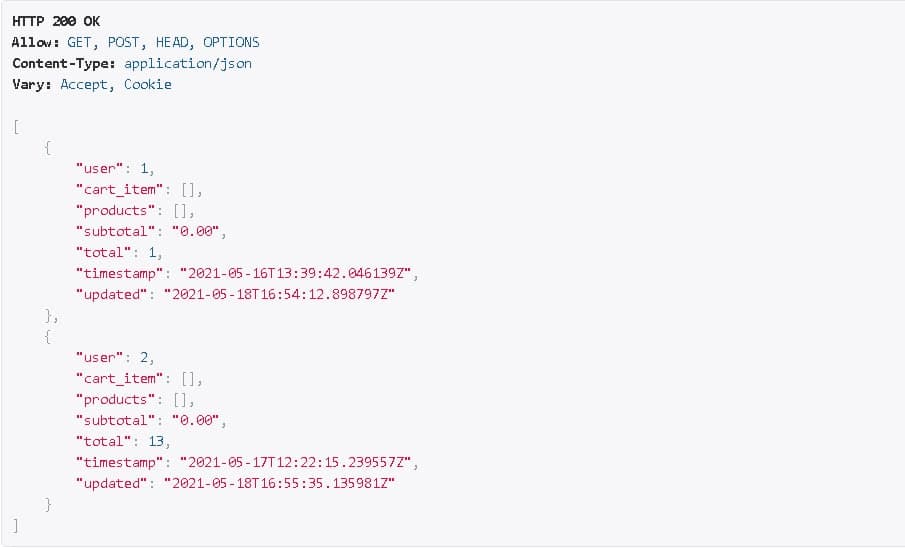 HTTP 200 OK
Allow: GET, POST, HEAD, OPTIONS
Content-Type: application/json
Vary: Accept, Cookie
[
    {
        "user": 1,
        "cart_item": [],
        "products": [],
        "subtotal": "0.00",
        "total": 1,
        "timestamp": "2021-05-16T13:39:42.046139Z",
        "updated": "2021-05-18T16:54:12.898797Z"
    },
    {
        "user": 2,
        "cart_item": [],
        "products": [],
        "subtotal": "0.00",
        "total": 13,
        "timestamp": "2021-05-17T12:22:15.239557Z",
        "updated": "2021-05-18T16:55:35.135981Z"
    }
]